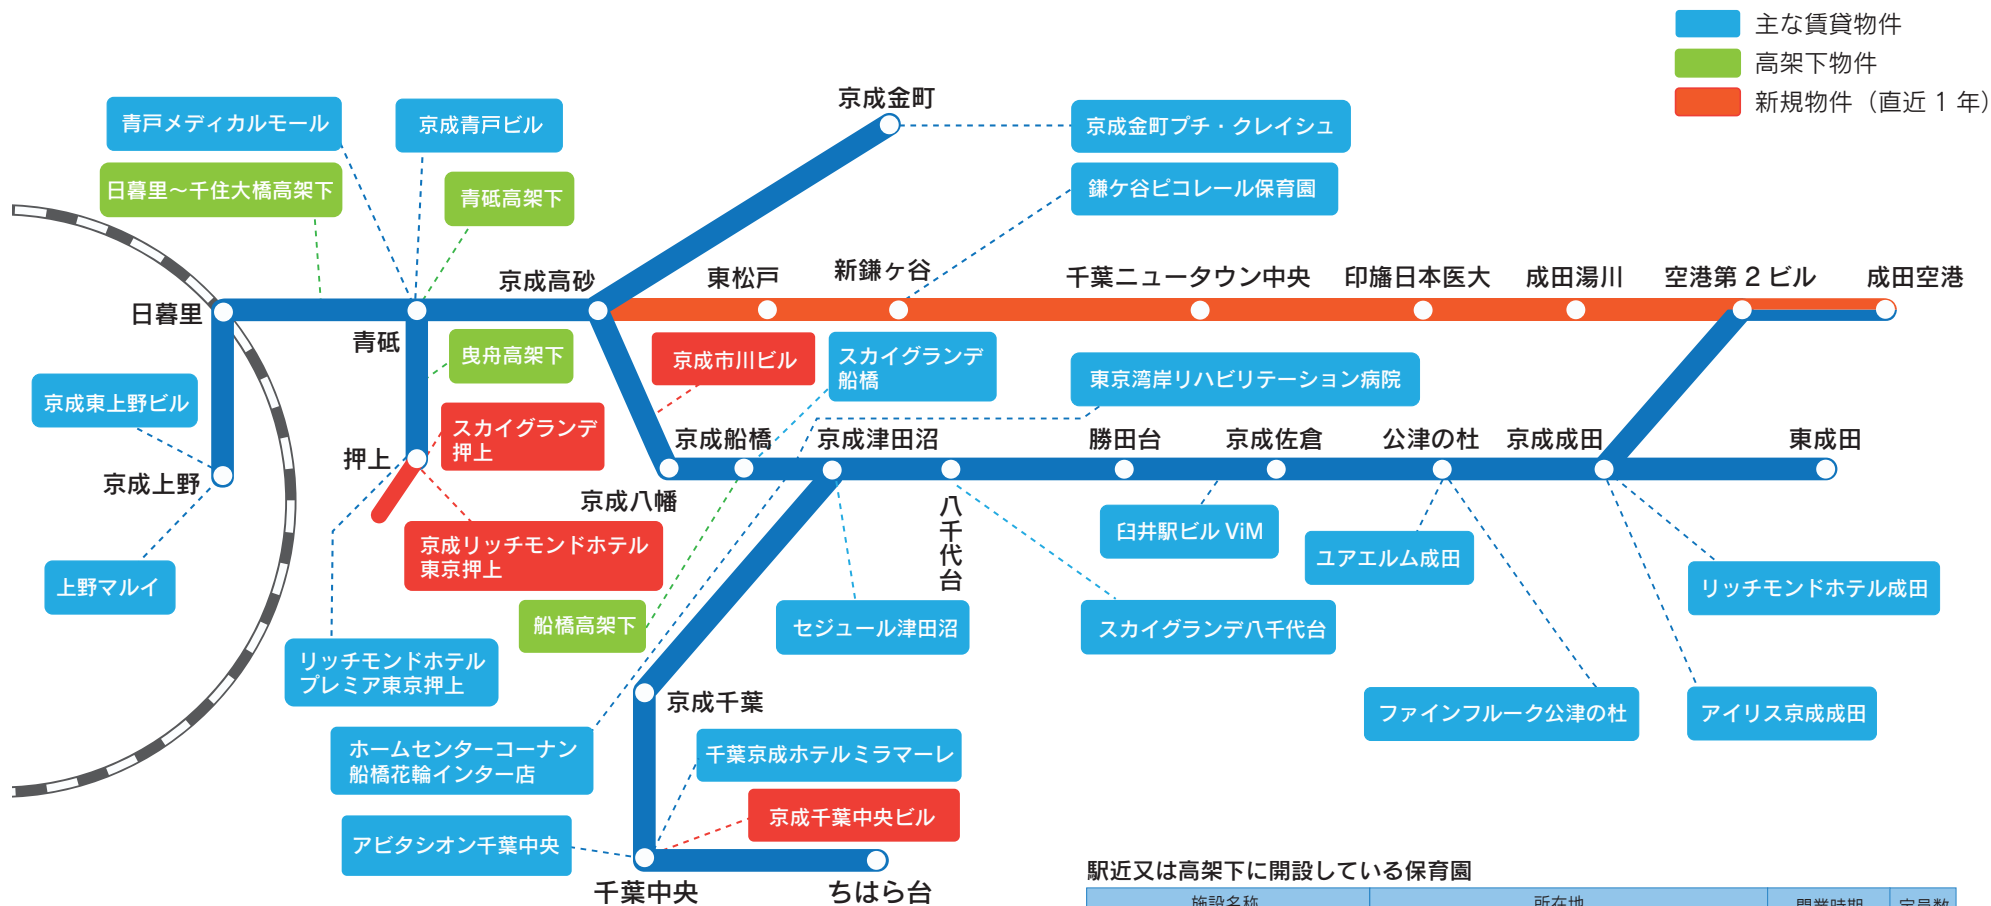 主な賃貸物件
高架下物件
新規物件（直近1年）
京成金町
青戸メディカルモール
京成青戸ビル
京成金町プチ・クレイシュ
日暮里～千住大橋高架下
青砥高架下
鎌ケ谷ピコレール保育園
京成高砂
東松戸
新鎌ヶ谷
千葉ニュータウン中央
印旛日本医大
成田湯川
空港第2ビル
成田空港
日暮里
青砥
曳舟高架下
京成市川ビル
スカイグランデ
船橋
東京湾岸リハビリテーション病院
京成東上野ビル
スカイグランデ
押上
京成船橋
京成津田沼
勝田台
京成佐倉
公津の杜
京成成田
東成田
押上
京成上野
京成八幡
八千代台
臼井駅ビル ViM
ユアエルム成田
京成リッチモンドホテル
東京押上
上野マルイ
リッチモンドホテル成田
船橋高架下
セジュール津田沼
スカイグランデ八千代台
リッチモンドホテル
プレミア東京押上
京成千葉
ファインフルーク公津の杜
アイリス京成成田
ホームセンターコーナン
船橋花輪インター店
千葉京成ホテルミラマーレ
京成千葉中央ビル
アビタシオン千葉中央
千葉中央
ちはら台
駅近又は高架下に開設している保育園
施設名称 所在地 開業時期 定員数